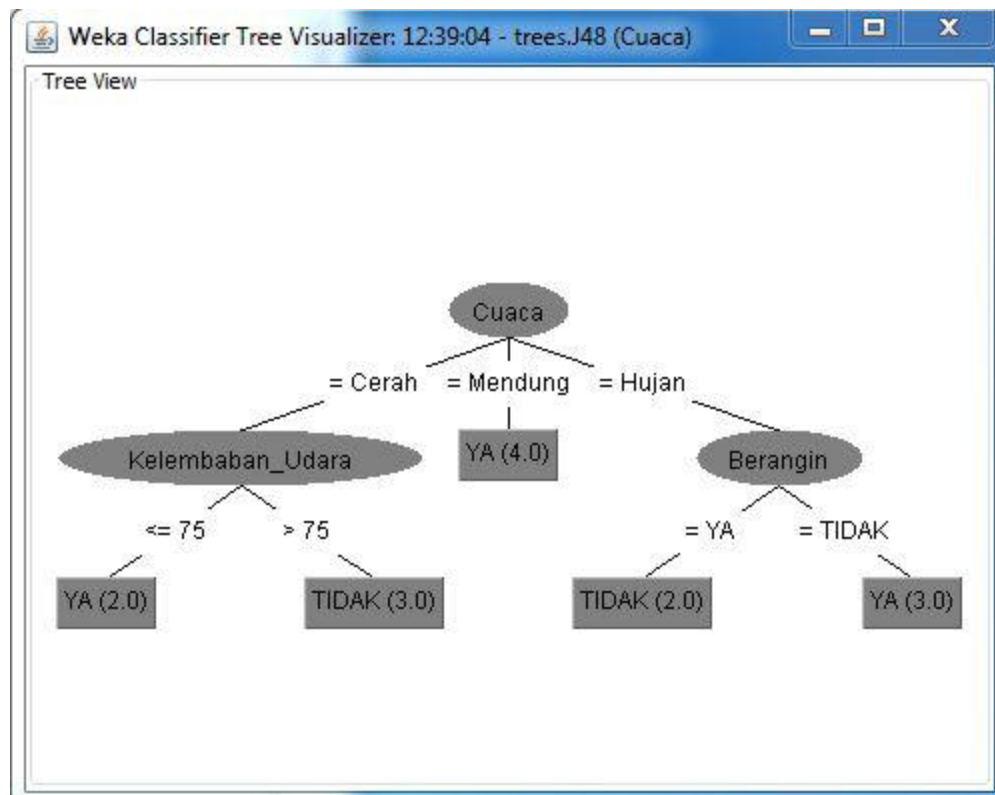 Weka Classifier Tree Visualizer: 12:39:04 - trees.J48 (Cuaca)
Tree View
Cuaca
= Cerah = Mendung = Hujan
Kelembaban_Udara YA (4.0) Berangin
<= 75 > 75 = YA = TIDAK
YA (2.0) TIDAK (3.0) TIDAK (2.0) YA (3.0)